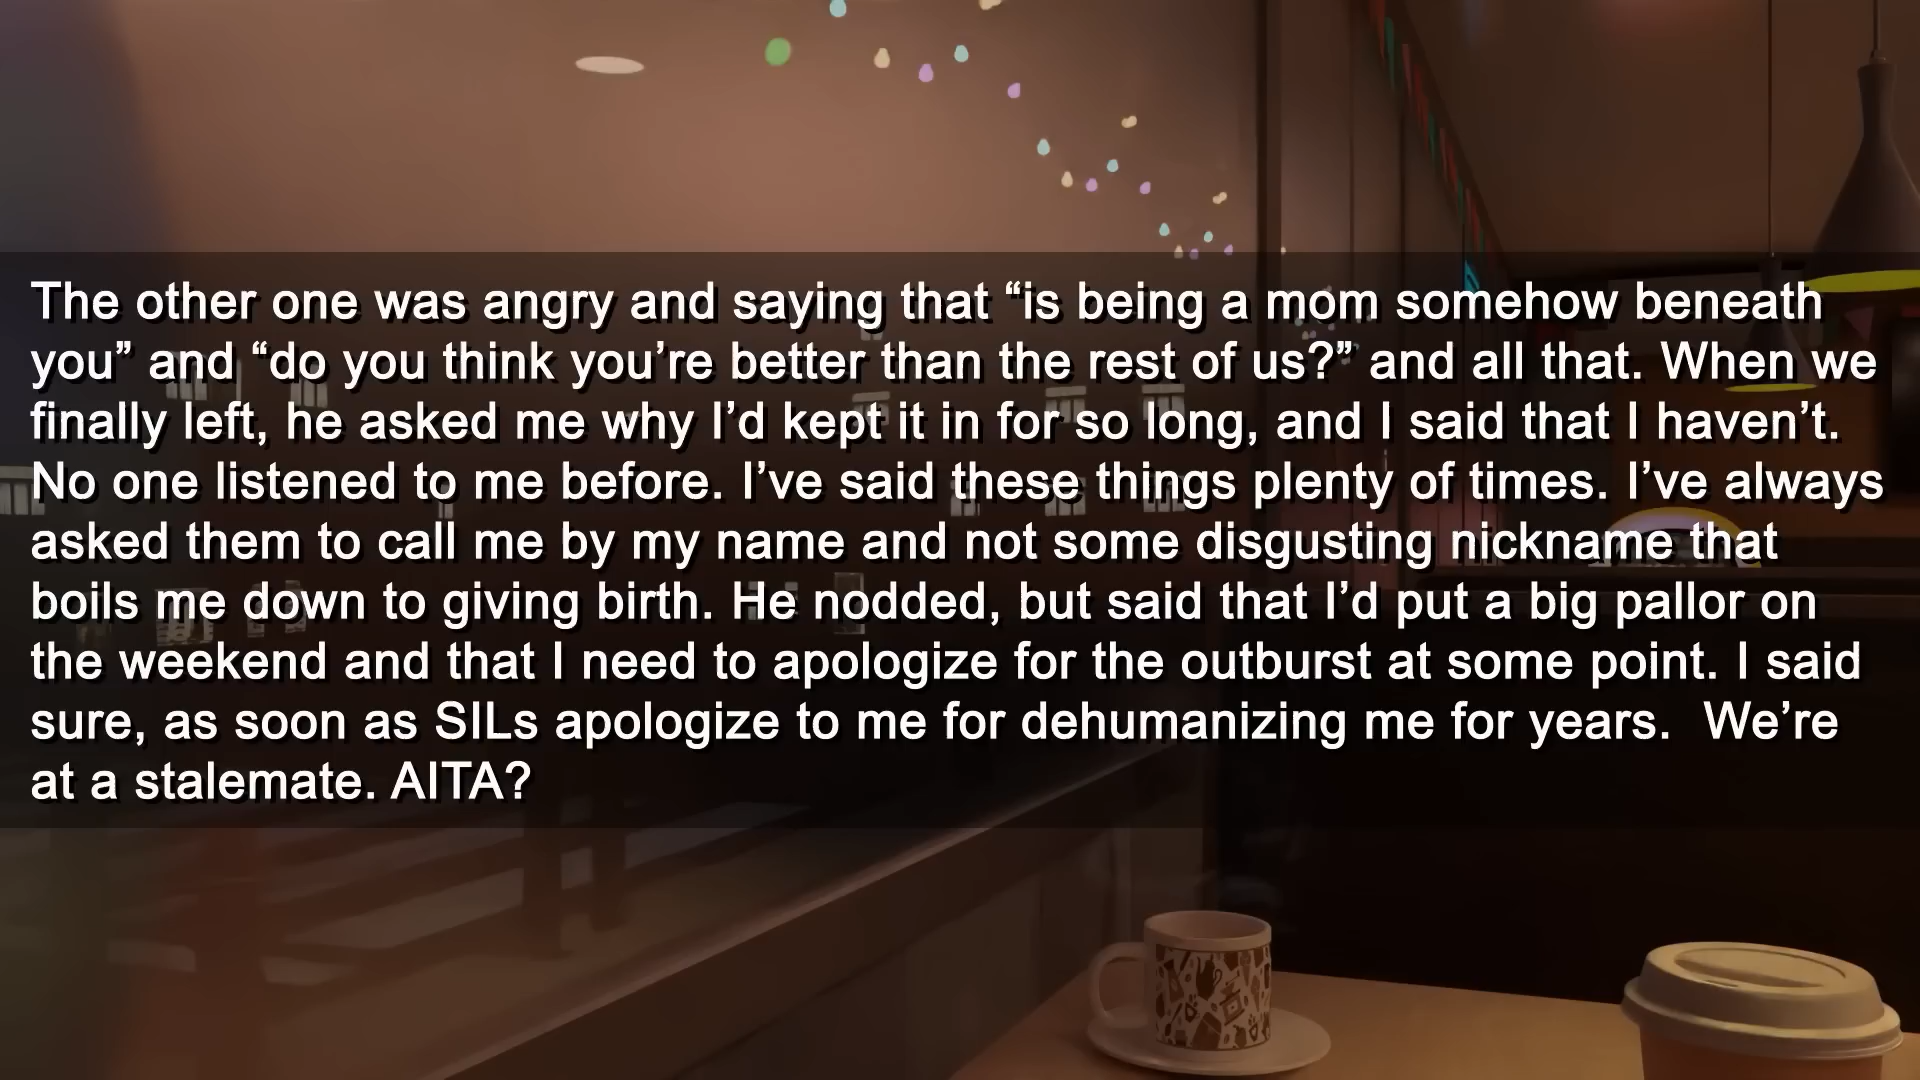 The other one was angry and saying that “is being a mom somehow beneath
you” and “do you think you’re better than the rest of us?” and all that. When we
finally left, he asked me why I’d kept it in for so long, and I said that I haven’t.
No one listened to me before. I’ve said these things plenty of times. I’ve always
asked them to call me by my name and not some disgusting nickname that
boils me down to giving birth. He nodded, but said that I’d put a big pallor on
the weekend and that I need to apologize for the outburst at some point. I said
sure, as soon as SILs apologize to me for dehumanizing me for years.  We’re
at a stalemate. AITA?